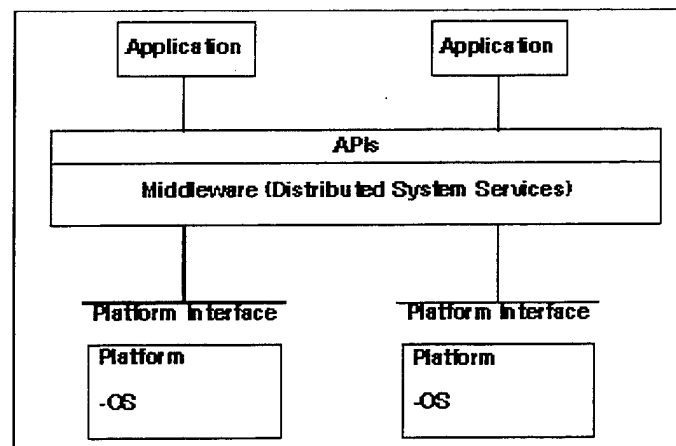 Application
Application
APIs
Middleware (Distributed System Services)
Platform Interface
Platform Interface
Platform
-OS
Platform
-OS